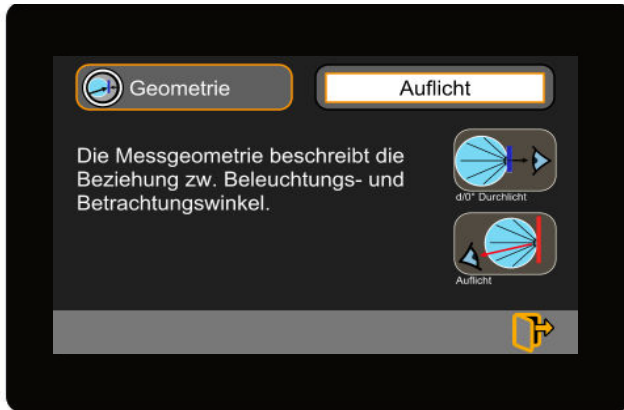 Geometrie
Auflicht
Die Messgeometrie beschreibt die
Beziehung zw. Beleuchtungs- und
Betrachtungswinkel.
d/0° Durchlicht
Auflicht